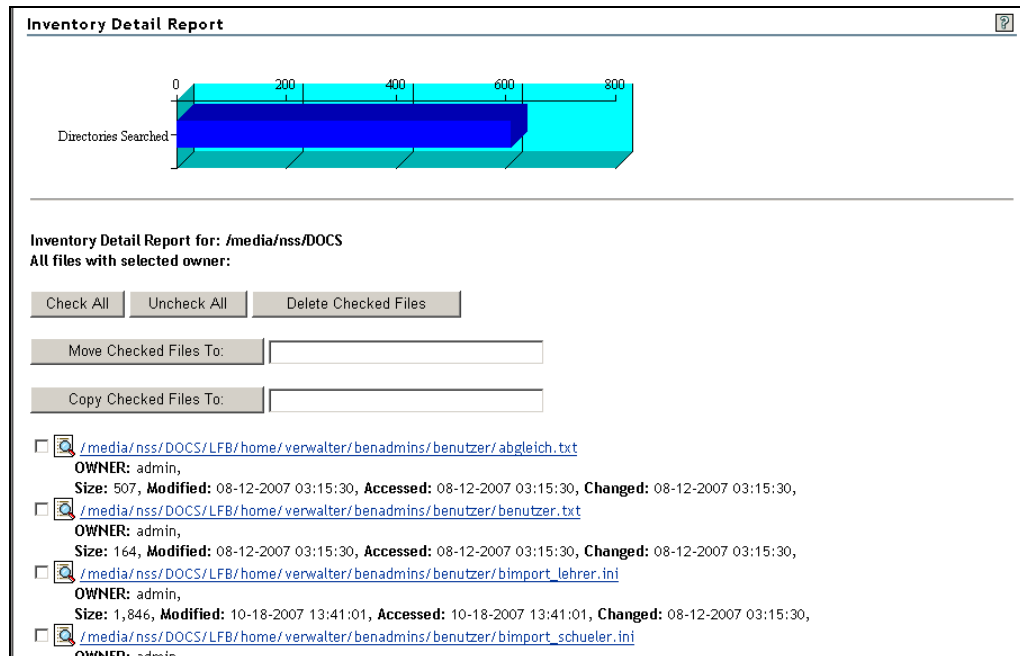 Inventory Detail Report
?
0 200 400 600 800
Directories Searched
Inventory Detail Report for: /media/nss/DOCS
All files with selected owner:
Check All Uncheck All Delete Checked Files
Move Checked Files To:
Copy Checked Files To:
/media/nss/DOCS/LFB/home/verwalter/benadmins/benutzer/abgleich.txt
OWNER: admin,
Size: 507, Modified: 08-12-2007 03:15:30, Accessed: 08-12-2007 03:15:30, Changed: 08-12-2007 03:15:30,
/media/nss/DOCS/LFB/home/verwalter/benadmins/benutzer/benutzer.txt
OWNER: admin,
Size: 164, Modified: 08-12-2007 03:15:30, Accessed: 08-12-2007 03:15:30, Changed: 08-12-2007 03:15:30,
/media/nss/DOCS/LFB/home/verwalter/benadmins/benutzer/bimport_lehrer.ini
OWNER: admin,
Size: 1,846, Modified: 10-18-2007 13:41:01, Accessed: 10-18-2007 13:41:01, Changed: 08-12-2007 03:15:30,
/media/nss/DOCS/LFB/home/verwalter/benadmins/benutzer/bimport_schueler.ini
OWNER: admin